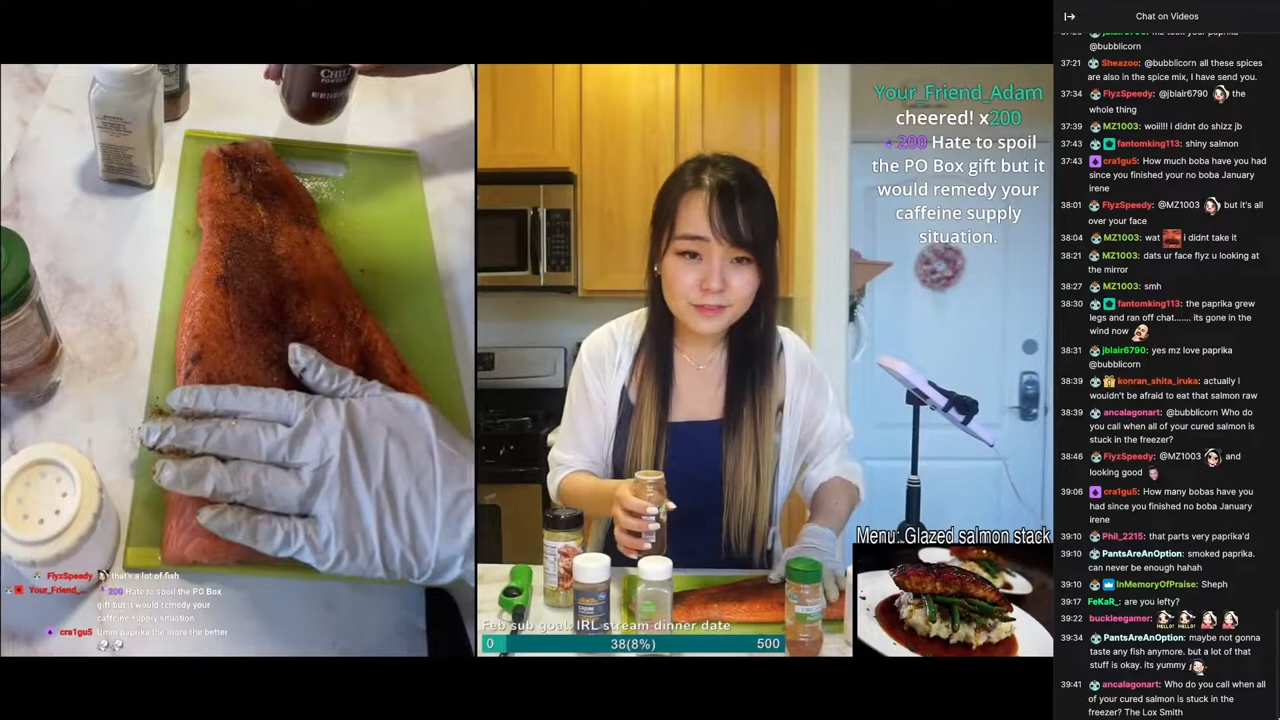 CHILI
POWDER
FlyzSpeedy that's a lot of fish
Your_Friend_ 200 Hate to spoil the PO Box
gift but it would remedy your
caffeine supply situation
cra1gu5 Umm paprika the more the better
Your_Friend_Adam
cheered! x200
200 Hate to spoil
the PO Box gift but it
would remedy your
caffeine supply
situation.
Menu: Glazed salmon stack
CAJUN
Feb sub goal: IRL stream dinner date
0 38(8%) 500
Chat on Videos
@bubblicorn
37:21 Sheazoo: @bubblicorn all these spices
are also in the spice mix, I have send you.
37:34 FlyzSpeedy: @jblair6790 the
whole thing
37:39 MZ1003: woii!!! i didnt do shizz jb
37:43 fantomking113: shiny salmon
37:43 cra1gu5: How much boba have you had
since you finished your no boba January
irene
38:01 FlyzSpeedy: @MZ1003 but it's all
over your face
38:04 MZ1003: wat i didnt take it
38:21 MZ1003: dats ur face flyz u looking at
the mirror
38:27 MZ1003: smh
38:30 fantomking113: the paprika grew
legs and ran off chat....... its gone in the
wind now
38:31 jblair6790: yes mz love paprika
@bubblicorn
38:39 konran_shita_iruka: actually I
wouldn't be afraid to eat that salmon raw
38:39 ancalagonart: @bubblicorn Who do
you call when all of your cured salmon is
stuck in the freezer?
38:46 FlyzSpeedy: @MZ1003 and
looking good
39:06 cra1gu5: How many bobas have you
had since you finished no boba January
irene
39:10 Phil_2215: that parts very paprika'd
39:10 PantsAreAnOption: smoked paprika.
can never be enough hahah
39:10 InMemoryOfPraise: Sheph
39:17 FeKaR_: are you lefty?
39:22 buckleegamer: HELLO! HELLO!
39:34 PantsAreAnOption: maybe not gonna
taste any fish anymore. but a lot of that
stuff is okay. its yummy
39:41 ancalagonart: Who do you call when all
of your cured salmon is stuck in the
freezer? The Lox Smith